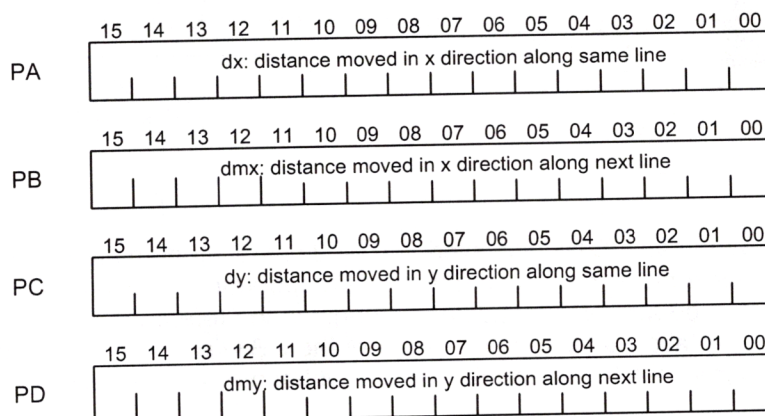 15 14 13 12 11 10 09 08 07 06 05 04 03 02 01 00
PA dx: distance moved in x direction along same line
15 14 13 12 11 10 09 08 07 06 05 04 03 02 01 00
PB dmx: distance moved in x direction along next line
15 14 13 12 11 10 09 08 07 06 05 04 03 02 01 00
PC dy: distance moved in y direction along same line
15 14 13 12 11 10 09 08 07 06 05 04 03 02 01 00
PD dmy: distance moved in y direction along next line